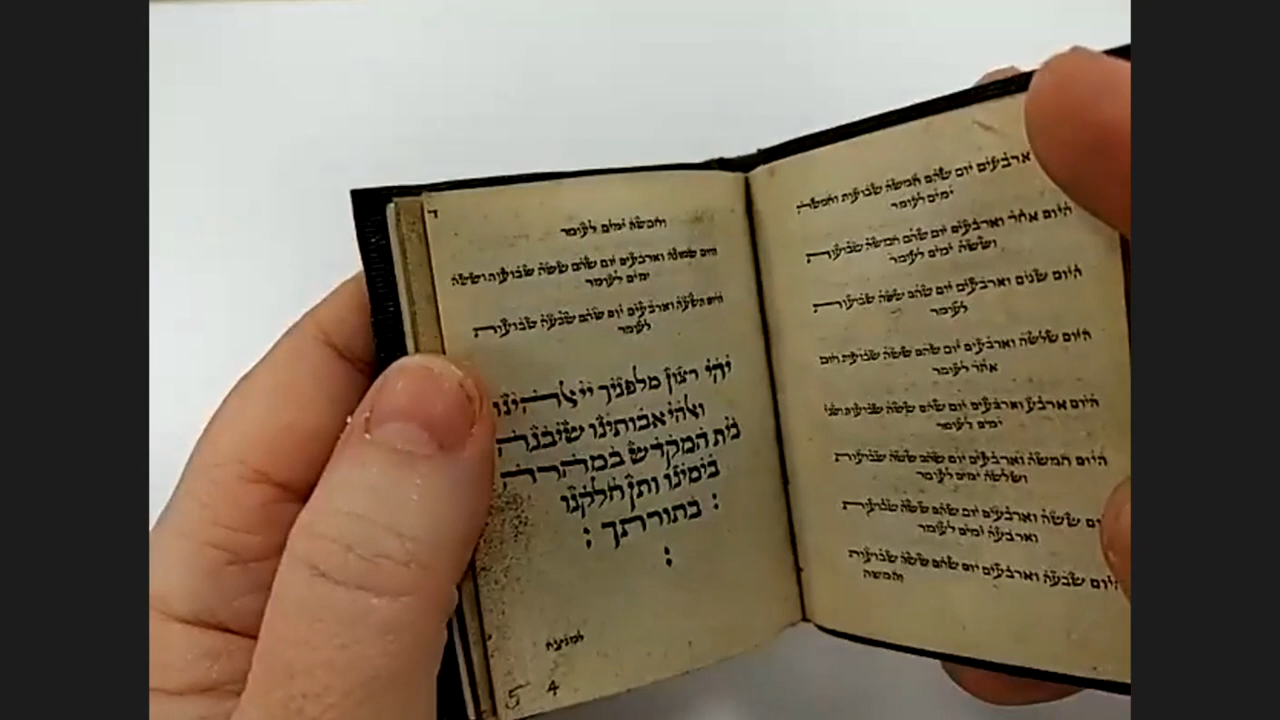 ארבעים יום שהם חמשה שבועות וחמשה
ימים לעומר
היום אחד וארבעים יום שהם חמשה שבועות
וששה ימים לעומר
היום שנים וארבעים יום שהם ששה שבועות
לעומר
היום שלשה וארבעים יום שהם ששה שבועות ויום
אחד לעומר
היום ארבע וארבעים יום שהם ששה שבועות ושני
ימים לעומר
היום חמשה וארבעים יום שהם ששה שבועות
ושלשה ימים לעומר
ששה וארבעים יום שהם ששה שבועות
וארבעה ימים לעומר
היום שבעה וארבעים יום שהם ששה שבועות
וחמשה
ד
וחמשה ימים לעומר
היום שמונה וארבעים יום שהם ששה שבועות וששה
ימים לעומר
היום תשעה וארבעים יום שהם שבעה שבועות
לעומר
יהי רצון מלפניך יי אלהינו
ואלהי אבותינו שיבנה
בית המקדש במהרה
בימינו ותן חלקנו
בתורתך :
למנצח
5 4